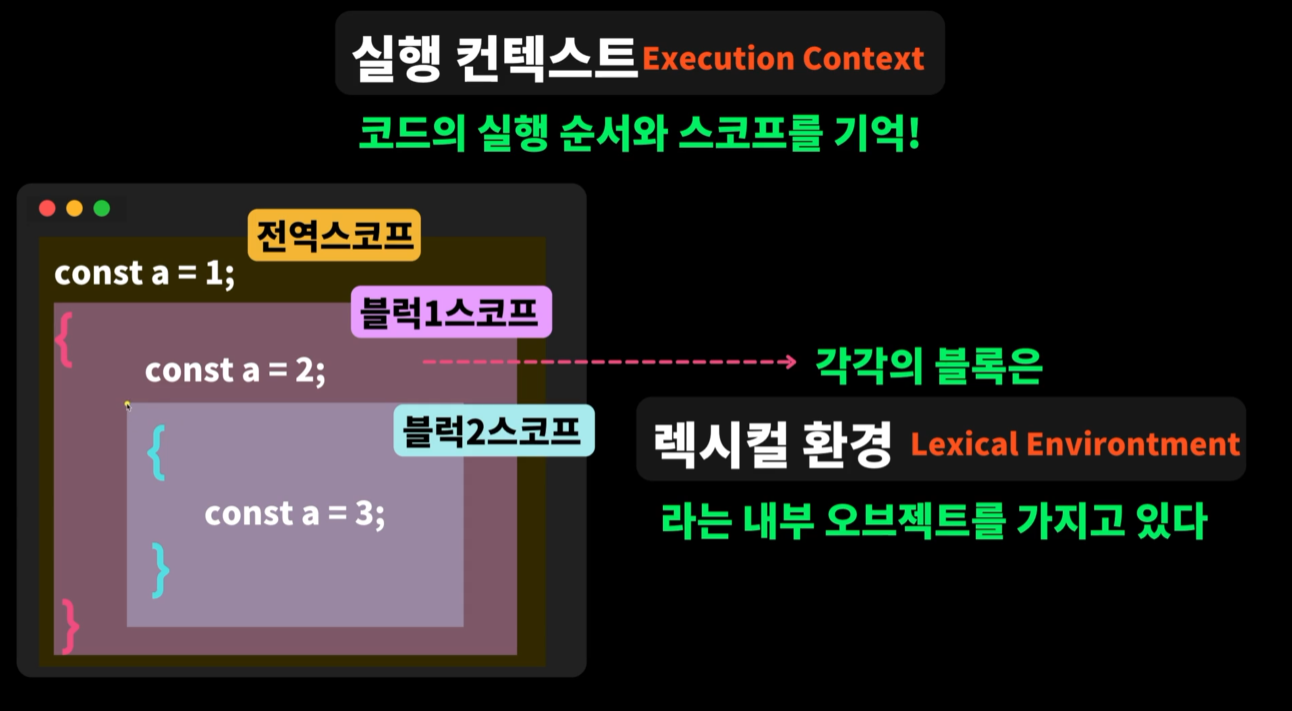 실행 컨텍스트 Execution Context
코드의 실행 순서와 스코프를 기억!
전역스코프
const a = 1;
블럭1스코프
{
const a = 2;
각각의 블록은
블럭2스코프
렉시컬 환경 Lexical Environtment
{
const a = 3;
라는 내부 오브젝트를 가지고 있다
}
}